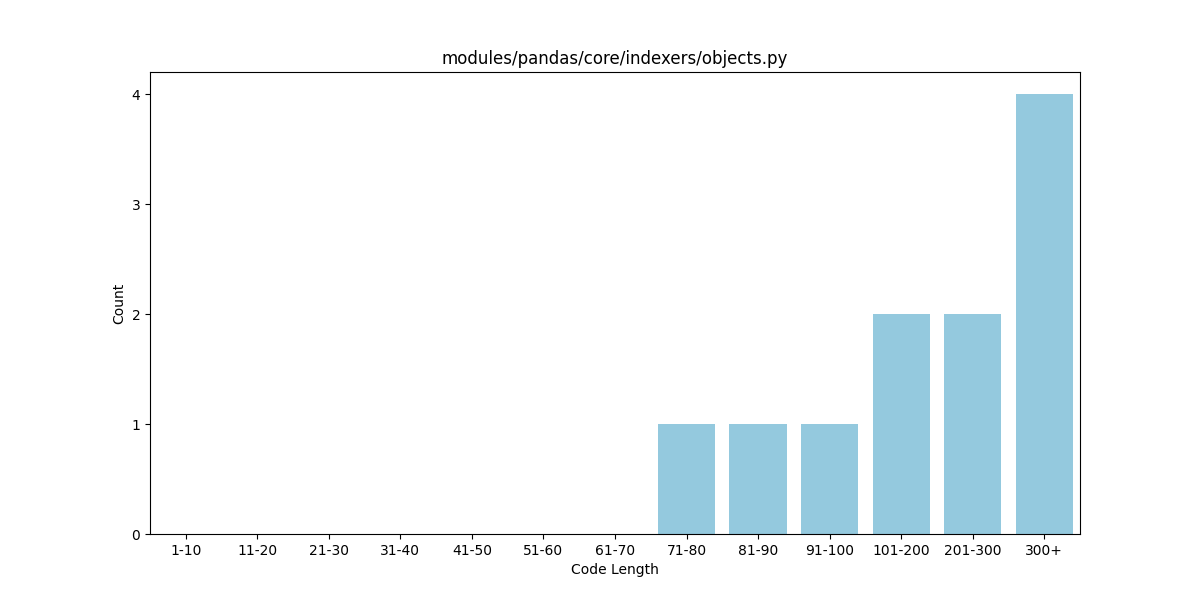 modules/pandas/core/indexers/objects.py
Count
4
3
2
1
0
1-10 11-20 21-30 31-40 41-50 51-60 61-70 71-80 81-90 91-100 101-200 201-300 300+
Code Length